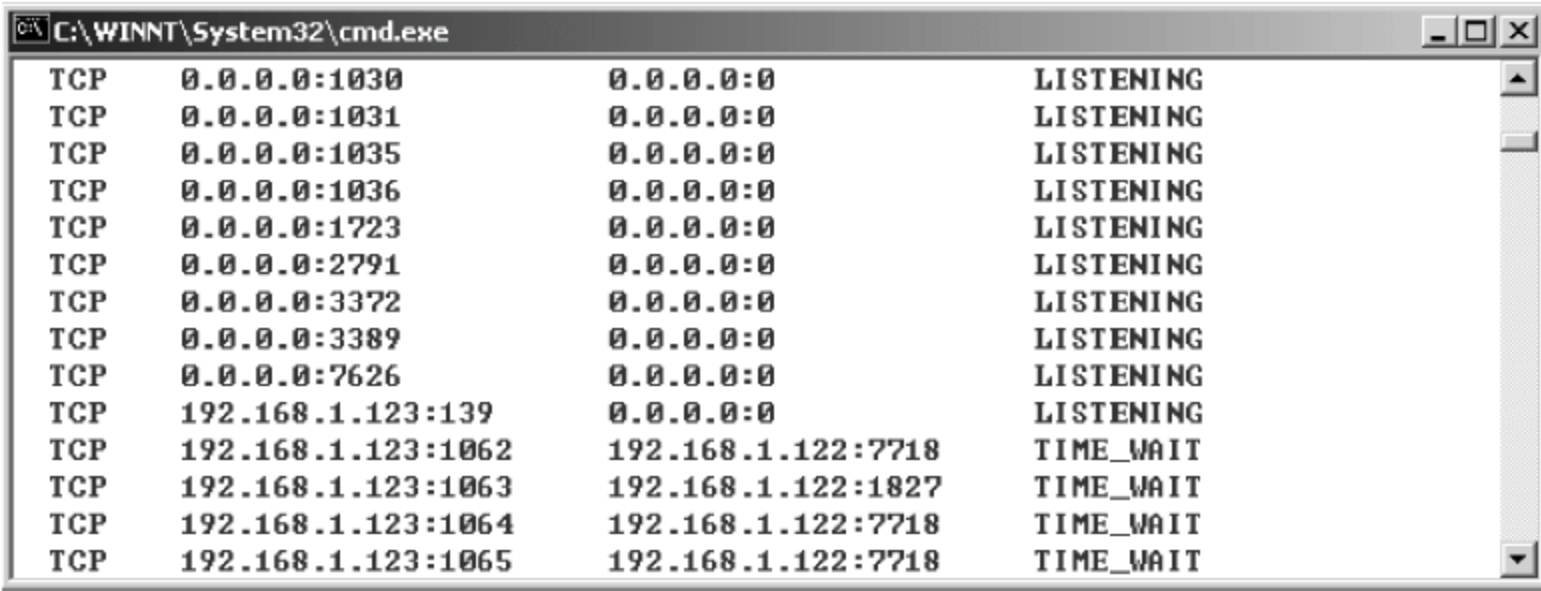 C:\WINNT\System32\cmd.exe
TCP 0.0.0.0:1030 0.0.0.0:0 LISTENING
TCP 0.0.0.0:1031 0.0.0.0:0 LISTENING
TCP 0.0.0.0:1035 0.0.0.0:0 LISTENING
TCP 0.0.0.0:1036 0.0.0.0:0 LISTENING
TCP 0.0.0.0:1723 0.0.0.0:0 LISTENING
TCP 0.0.0.0:2791 0.0.0.0:0 LISTENING
TCP 0.0.0.0:3372 0.0.0.0:0 LISTENING
TCP 0.0.0.0:3389 0.0.0.0:0 LISTENING
TCP 0.0.0.0:7626 0.0.0.0:0 LISTENING
TCP 192.168.1.123:139 0.0.0.0:0 LISTENING
TCP 192.168.1.123:1062 192.168.1.122:7718 TIME_WAIT
TCP 192.168.1.123:1063 192.168.1.122:1827 TIME_WAIT
TCP 192.168.1.123:1064 192.168.1.122:7718 TIME_WAIT
TCP 192.168.1.123:1065 192.168.1.122:7718 TIME_WAIT